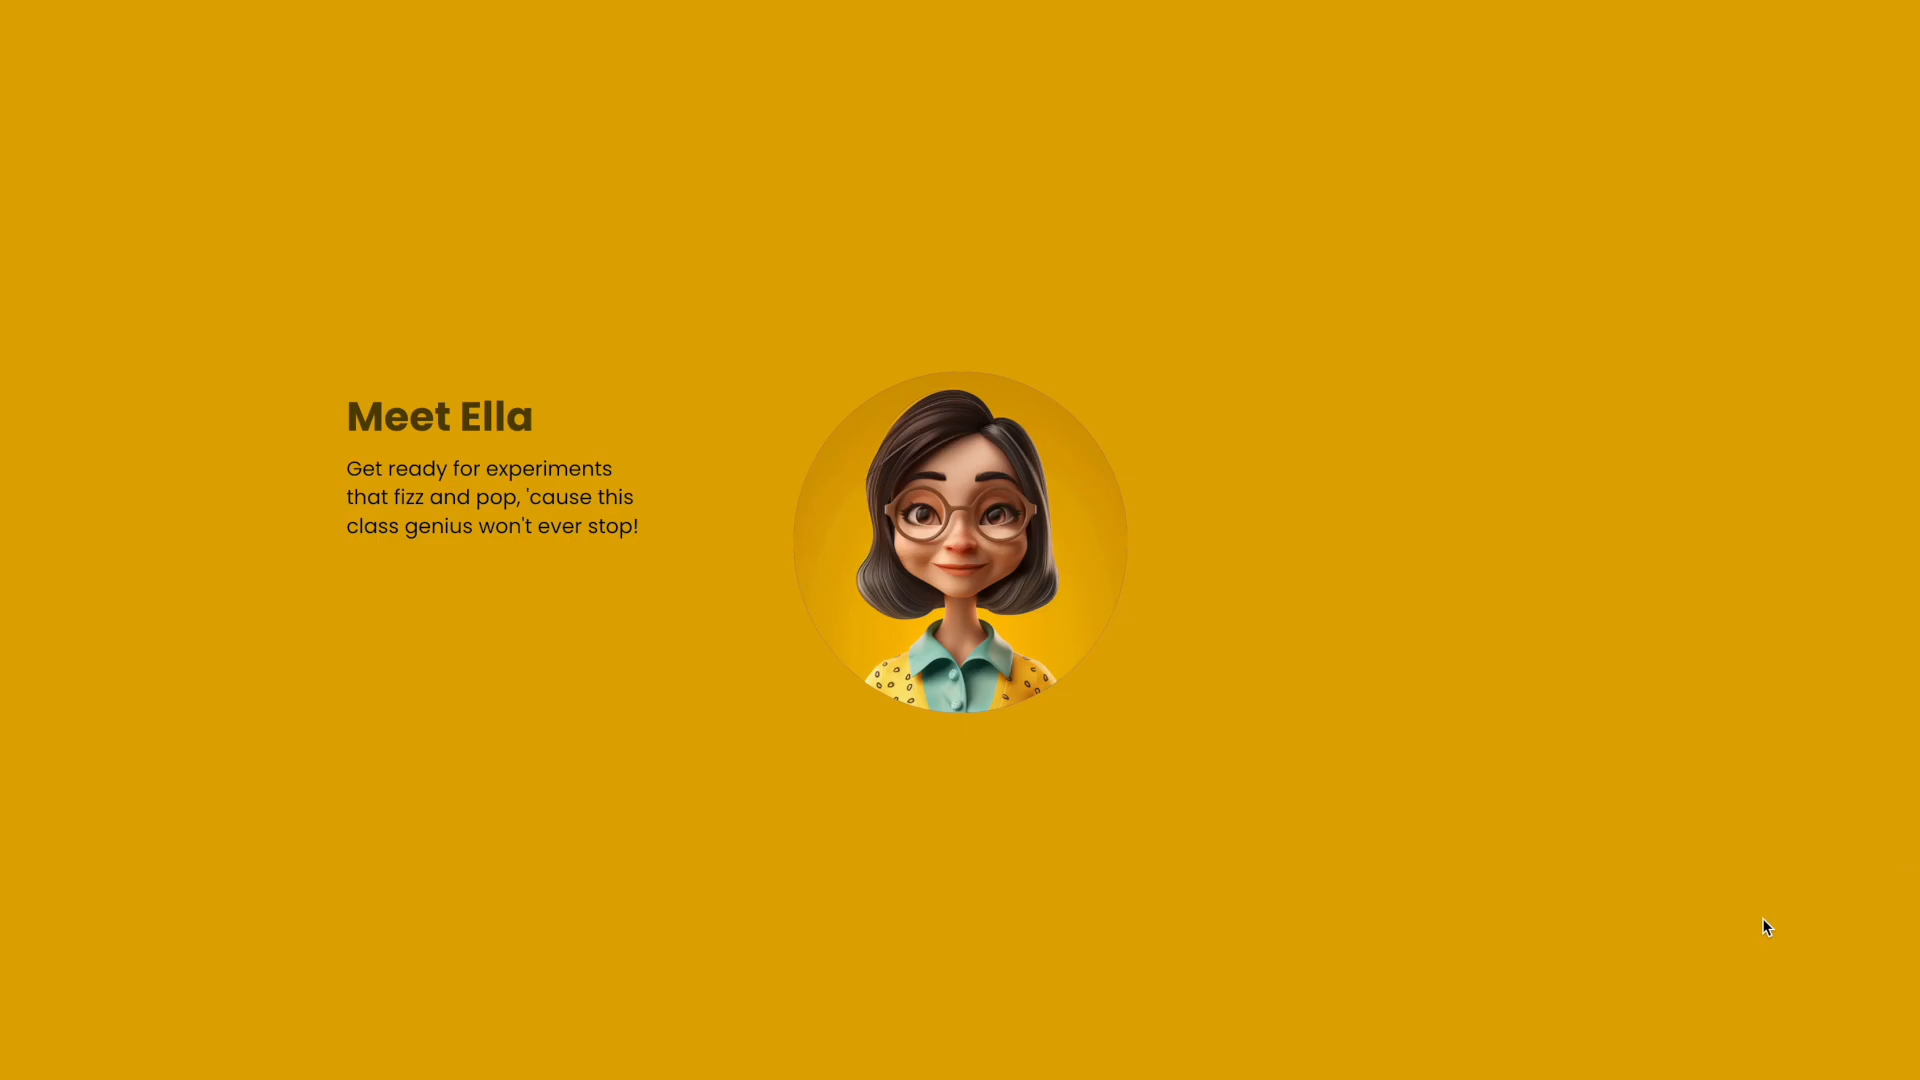 Meet Ella
Get ready for experiments
that fizz and pop, 'cause this
class genius won't ever stop!